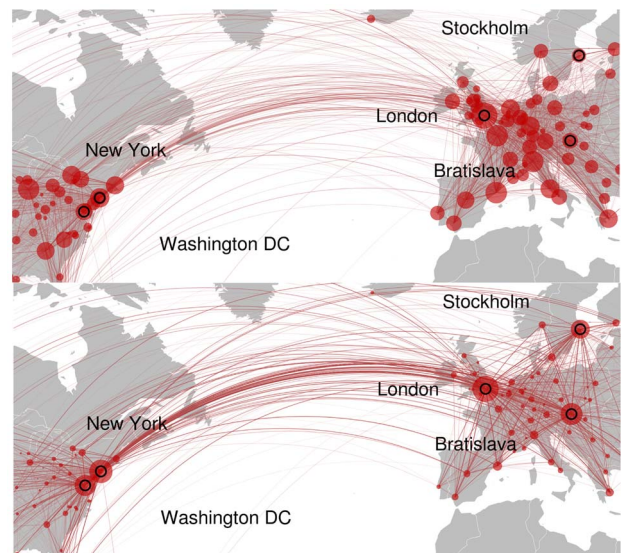 Stockholm
London
New York
Bratislava
Washington DC
Stockholm
London
New York
Bratislava
Washington DC